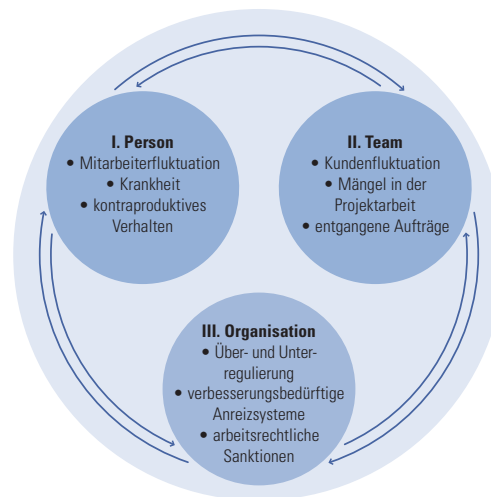 I. Person
• Mitarbeiterfluktuation
• Krankheit
• kontraproduktives
Verhalten
II. Team
• Kundenfluktuation
• Mängel in der
Projektarbeit
• entgangene Aufträge
III. Organisation
• Über- und Unter-
regulierung
• verbesserungsbedürftige
Anreizsysteme
• arbeitsrechtliche
Sanktionen